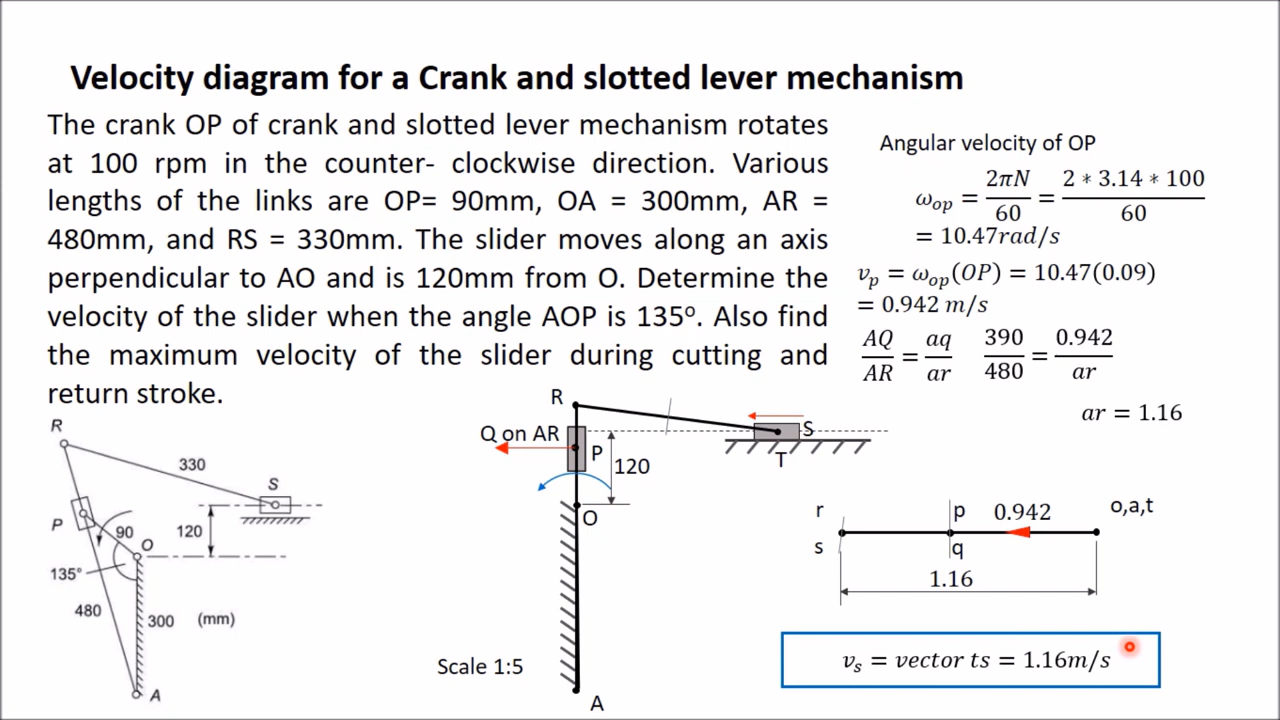 Velocity diagram for a Crank and slotted lever mechanism
The crank OP of crank and slotted lever mechanism rotates
at 100 rpm in the counter- clockwise direction. Various
lengths of the links are OP= 90mm, OA = 300mm, AR =
480mm, and RS = 330mm. The slider moves along an axis
perpendicular to AO and is 120mm from O. Determine the
velocity of the slider when the angle AOP is 135º. Also find
the maximum velocity of the slider during cutting and
return stroke.
Angular velocity of OP
ω_op = 2πN/60 = 2 ∗ 3.14 ∗ 100/60
= 10.47rad/s
v_p = ω_op(OP) = 10.47(0.09)
= 0.942 m/s
AQ/AR = aq/ar 390/480 = 0.942/ar
ar = 1.16
R
330
S
P
90
O
120
135°
480
300
(mm)
A
R
Q on AR
P
S
T
120
O
Scale 1:5
A
r
p
0.942
o,a,t
s
q
1.16
v_s = vector ts = 1.16m/s